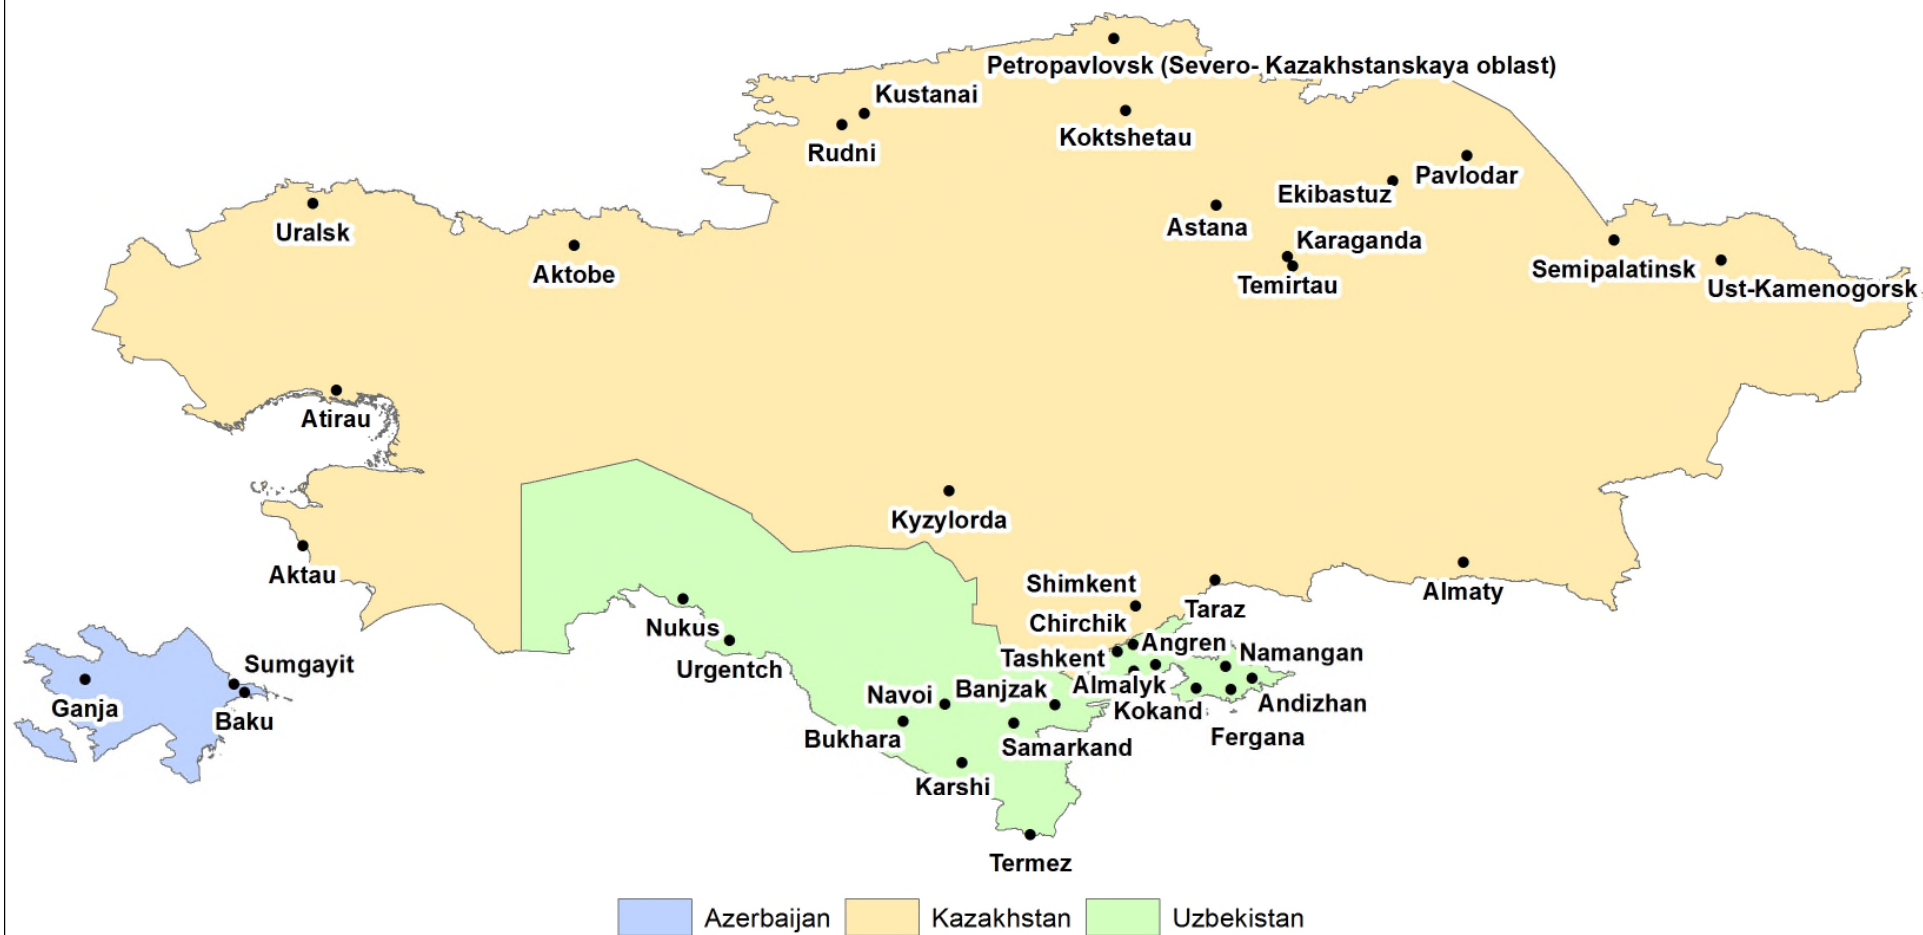 Petropavlovsk (Severo- Kazakhstanskaya oblast)
Kustanai
Rudni
Koktshetau
Pavlodar
Ekibastuz
Astana
Uralsk
Karaganda
Aktobe
Semipalatinsk
Temirtau
Ust-Kamenogorsk
Atirau
Kyzylorda
Aktau
Shimkent
Almaty
Taraz
Chirchik
Nukus
Angren
Namangan
Tashkent
Sumgayit
Urgentch
Almalyk
Banjzak
Navoi
Andizhan
Ganja
Kokand
Baku
Fergana
Bukhara
Samarkand
Karshi
Termez
Azerbaijan
Kazakhstan
Uzbekistan